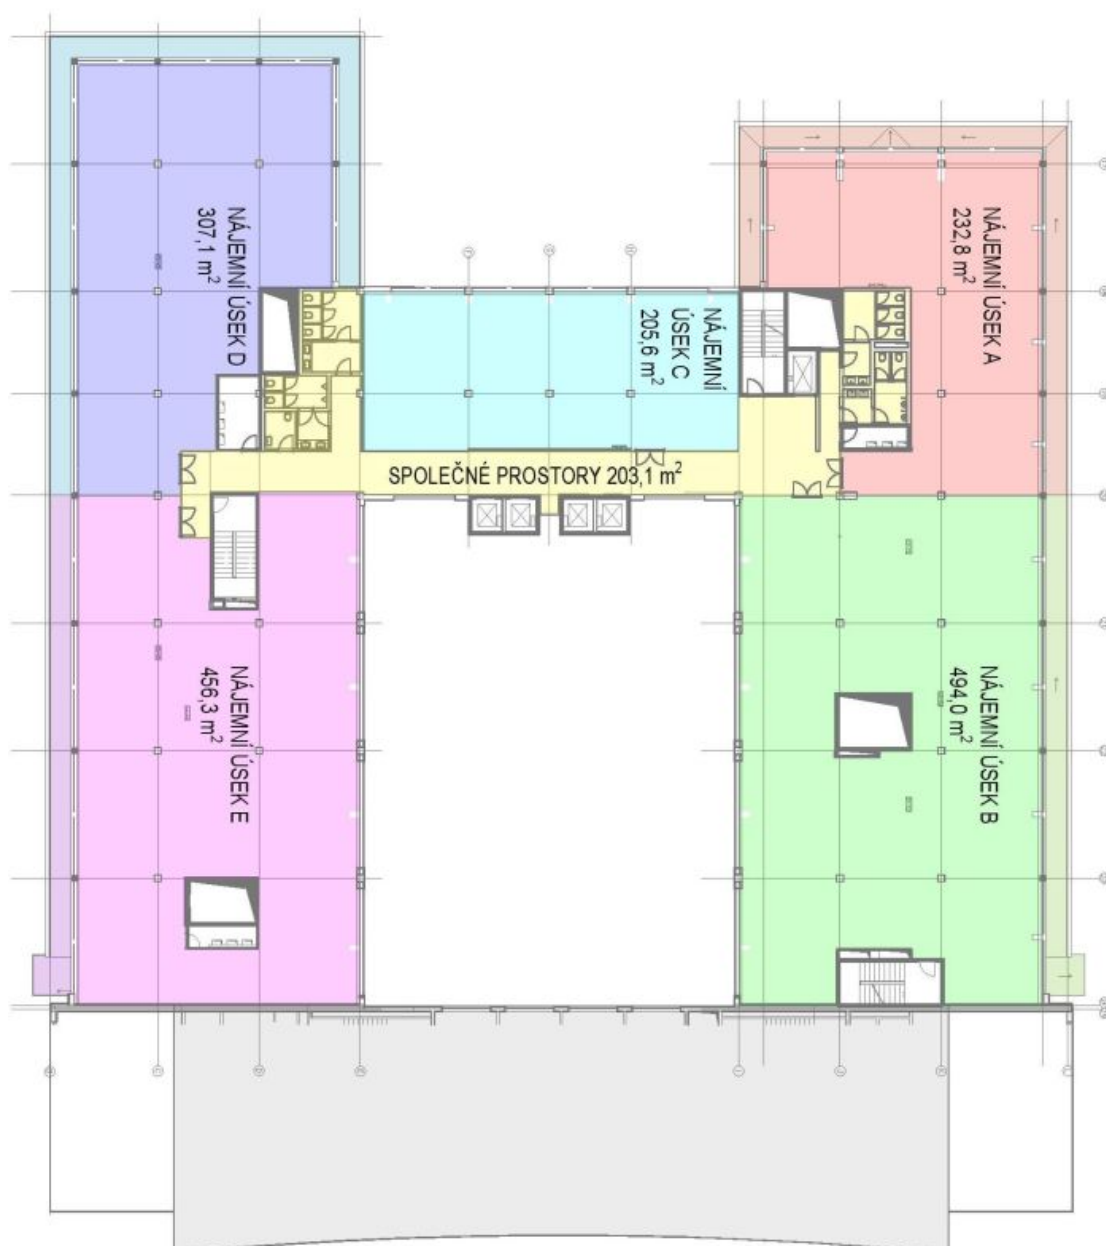 NÁJEMNÍ ÚSEK D
307,1 m²
NÁJEMNÍ ÚSEK A
232,8 m²
NÁJEMNÍ
ÚSEK C
205,6 m²
SPOLEČNÉ PROSTORY 203,1 m²
NÁJEMNÍ ÚSEK E
456,3 m²
NÁJEMNÍ ÚSEK B
494,0 m²